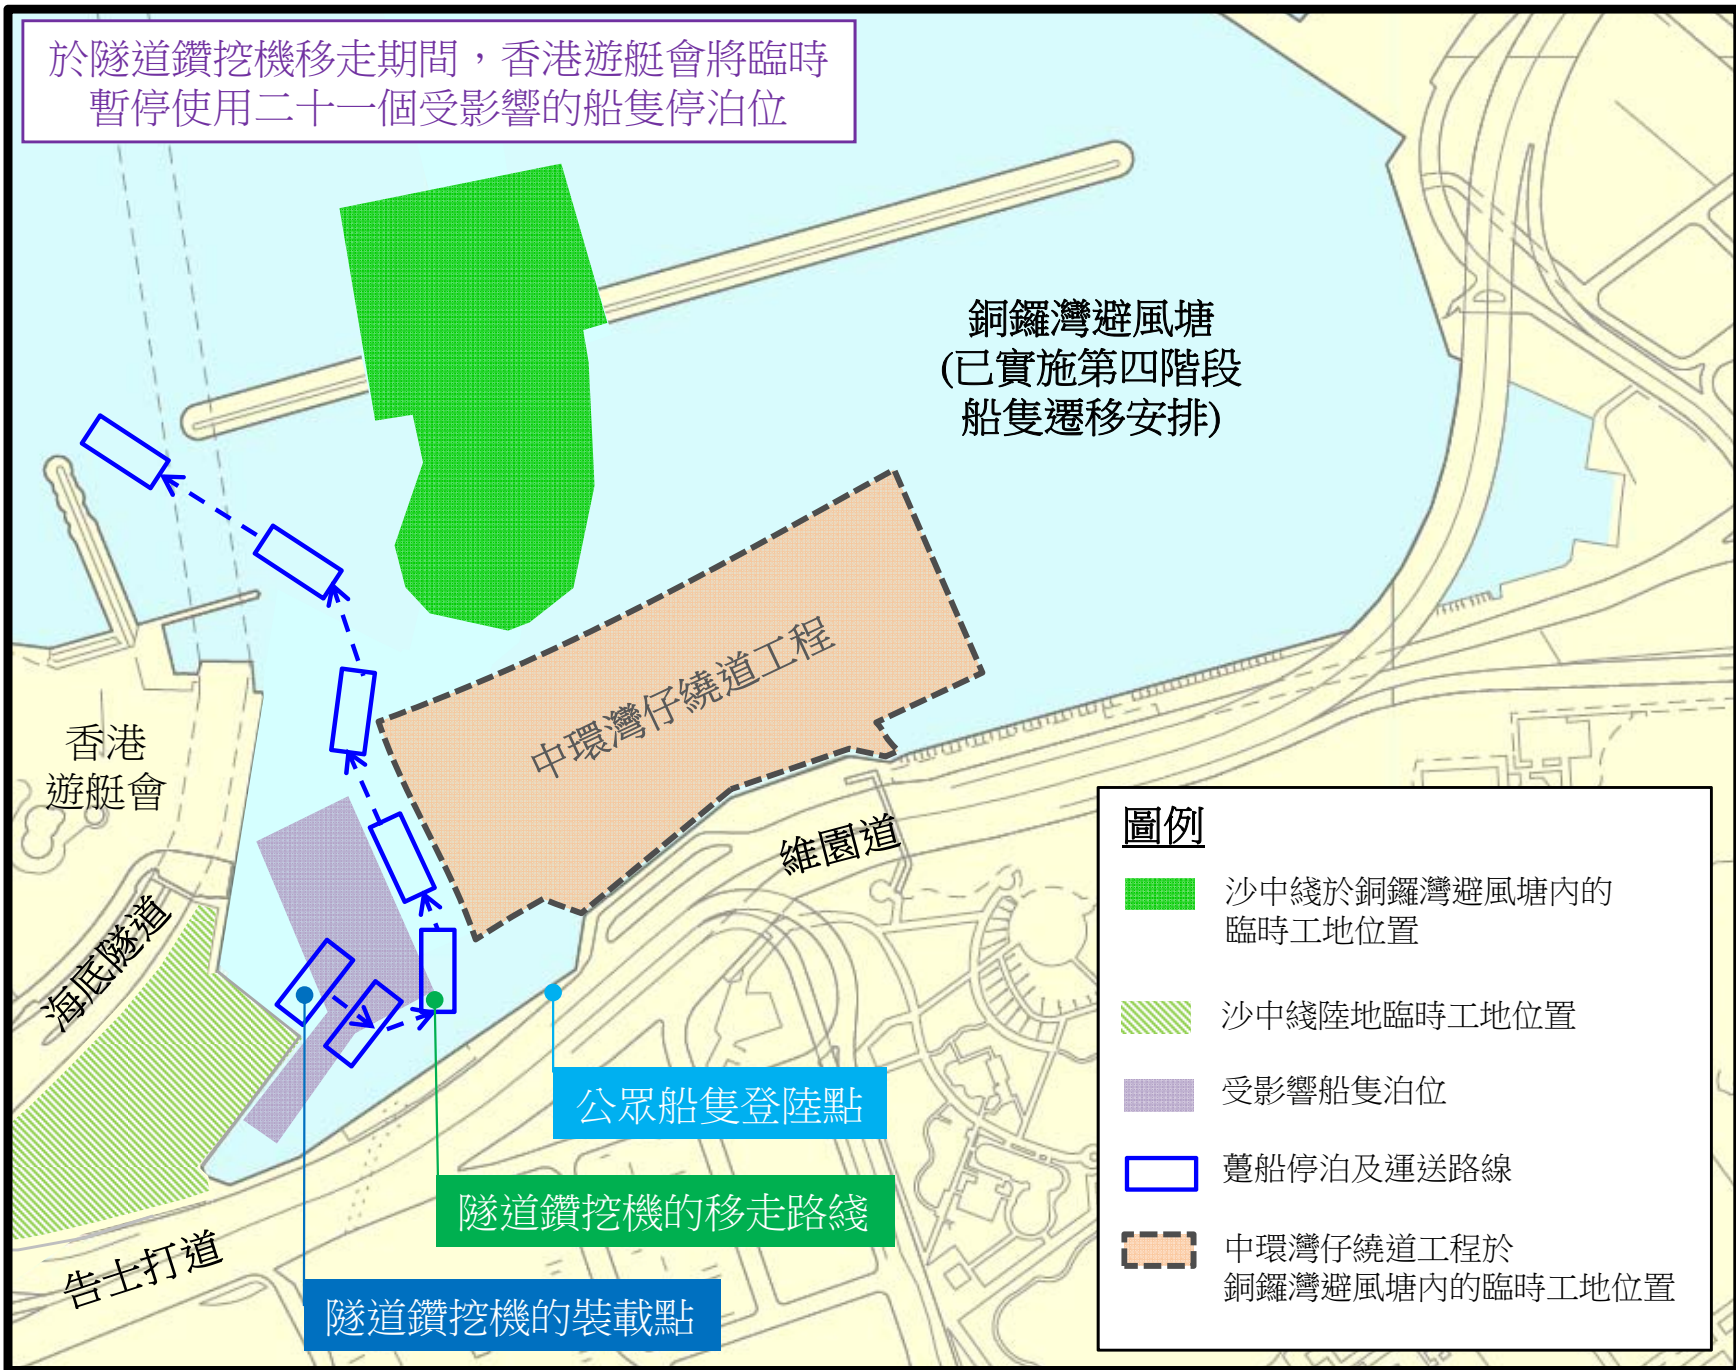 於隧道鑽挖機移走期間，香港遊艇會將臨時
暫停使用二十一個受影響的船隻停泊位
銅鑼灣避風塘
(已實施第四階段
船隻遷移安排)
中環灣仔繞道工程
香港
遊艇會
維園道
海底隧道
告士打道
公眾船隻登陸點
隧道鑽挖機的移走路綫
隧道鑽挖機的裝載點
圖例
沙中綫於銅鑼灣避風塘內的
臨時工地位置
沙中綫陸地臨時工地位置
受影響船隻泊位
躉船停泊及運送路線
中環灣仔繞道工程於
銅鑼灣避風塘內的臨時工地位置